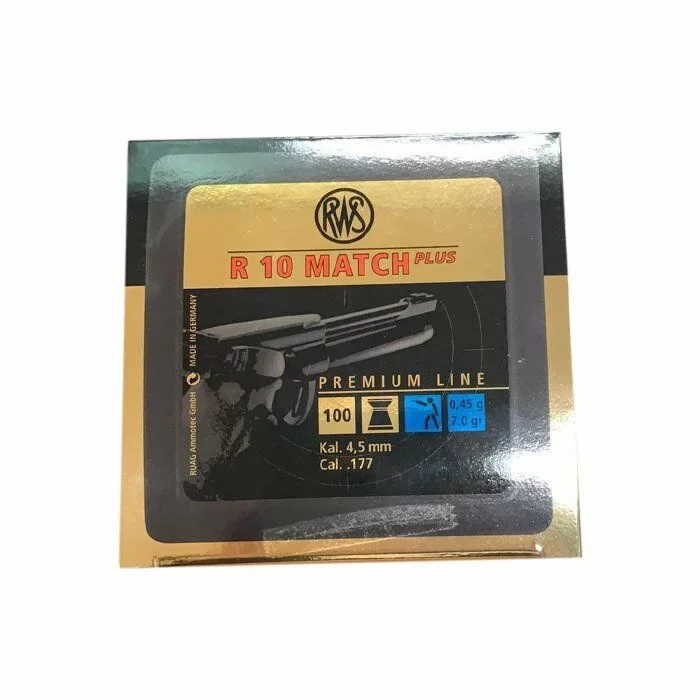 RWS
R 10 MATCH PLUS
PREMIUM LINE
100
0,45 g
7.0 gr
Kal. 4,5 mm
Cal. .177
RUAG Ammotec GmbH MADE IN GERMANY